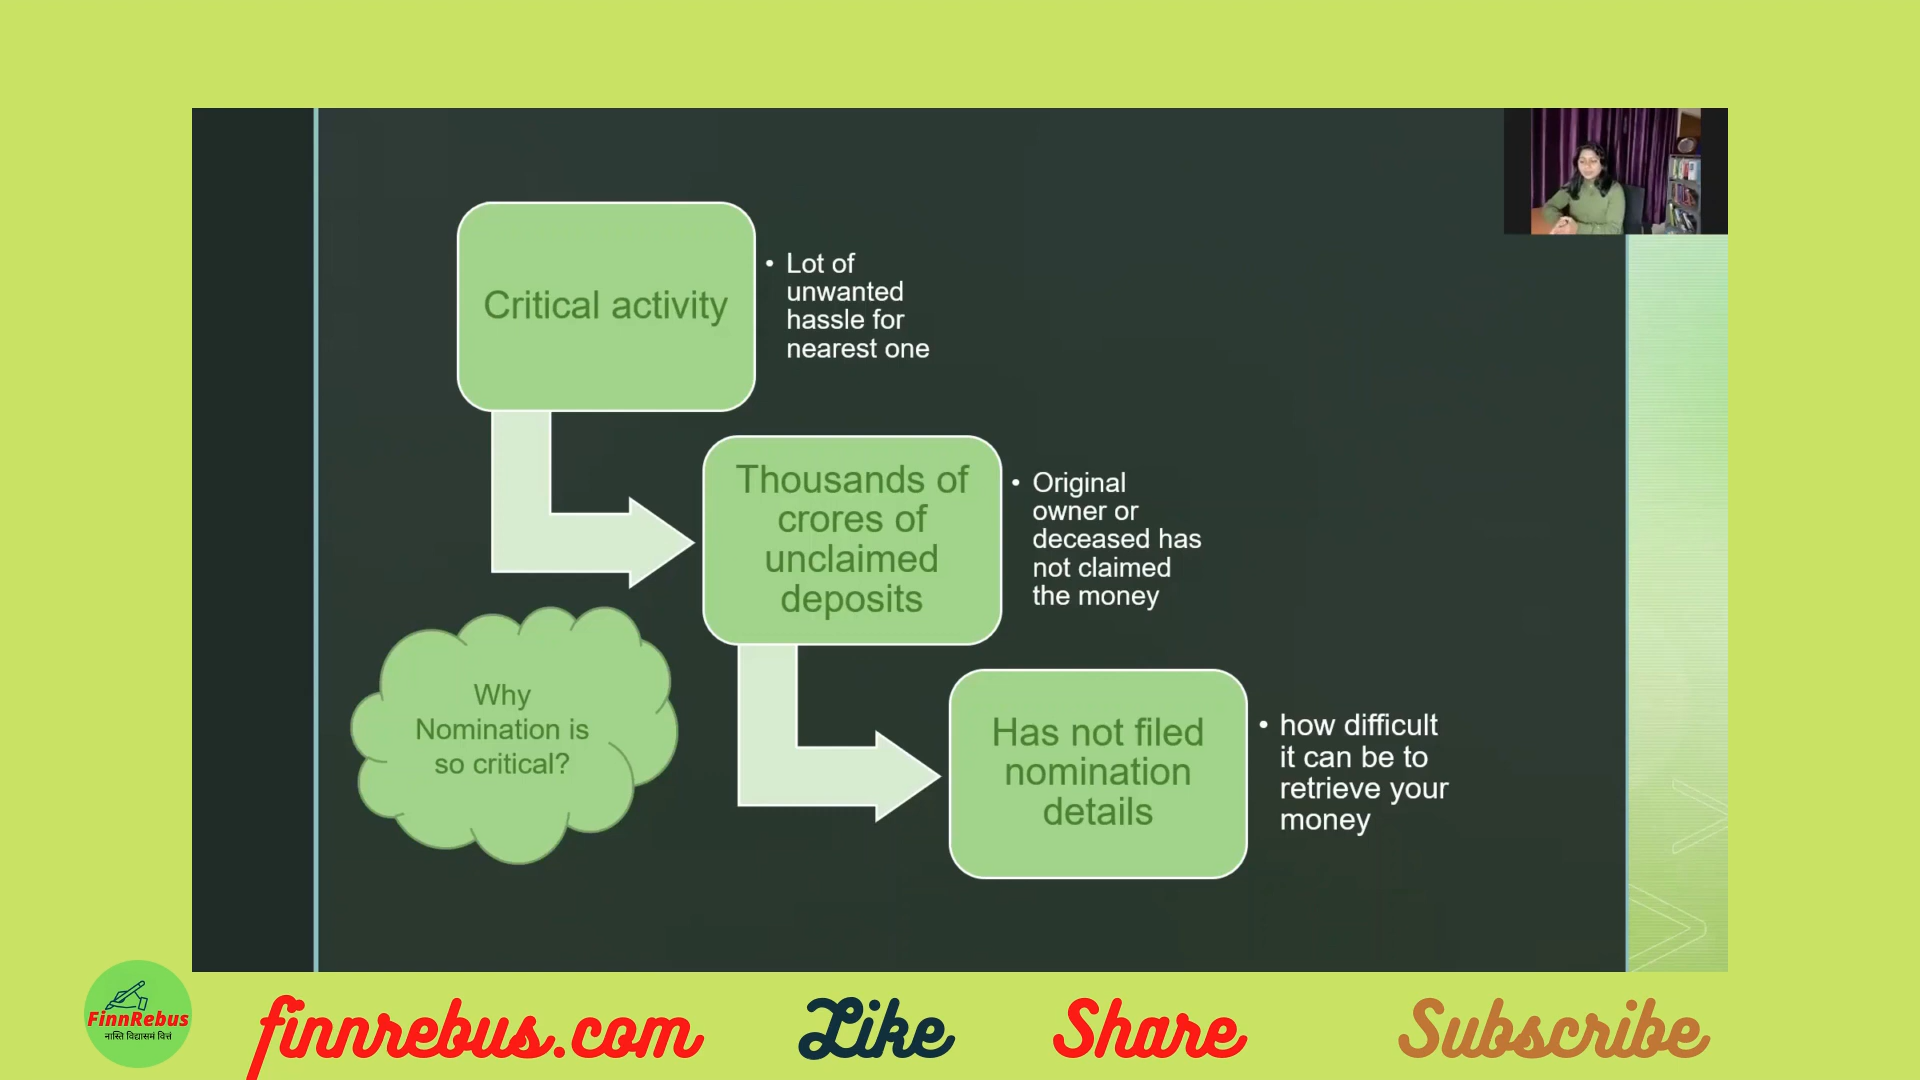 Critical activity
• Lot of
unwanted
hassle for
nearest one
Thousands of
crores of
unclaimed
deposits
• Original
owner or
deceased has
not claimed
the money
Why
Nomination is
so critical?
Has not filed
nomination
details
• how difficult
it can be to
retrieve your
money
FinnRebus
नास्ति विद्यासमं वित्तं
finnrebus.com
Like
Share
Subscribe